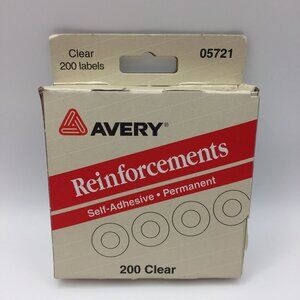 Clear
200 labels
05721
AVERY®
Reinforcements
Self-Adhesive • Permanent
200 Clear